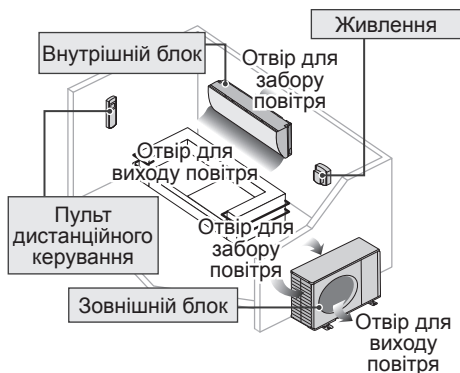 Живлення
Внутрішній блок
Отвір для
забору
повітря
Отвір для
виходу повітря
Пульт
дистанційного
керування
Отвір для
забору
повітря
Зовнішній блок
Отвір для
виходу
повітря